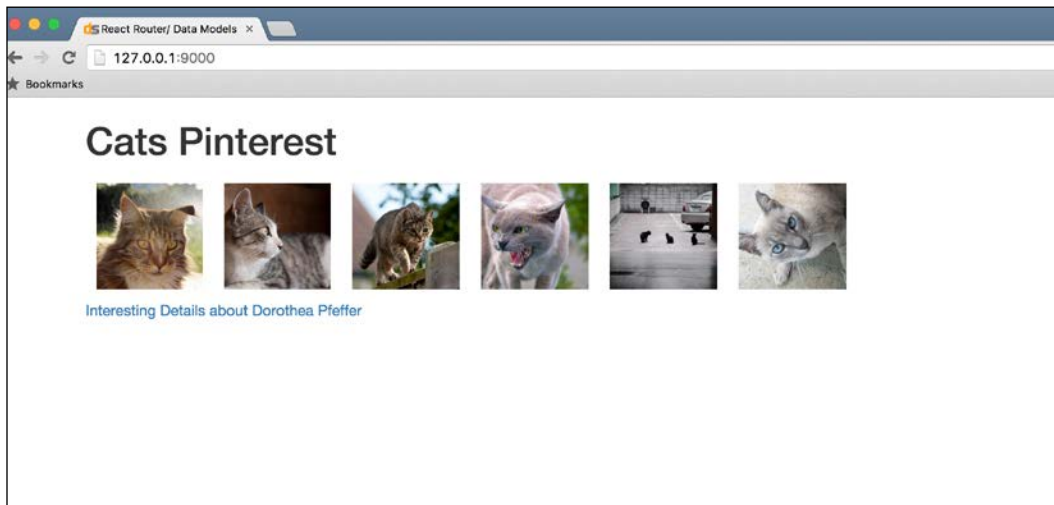 React Router/ Data Models
127.0.0.1:9000
Bookmarks
Cats Pinterest
Interesting Details about Dorothea Pfeffer